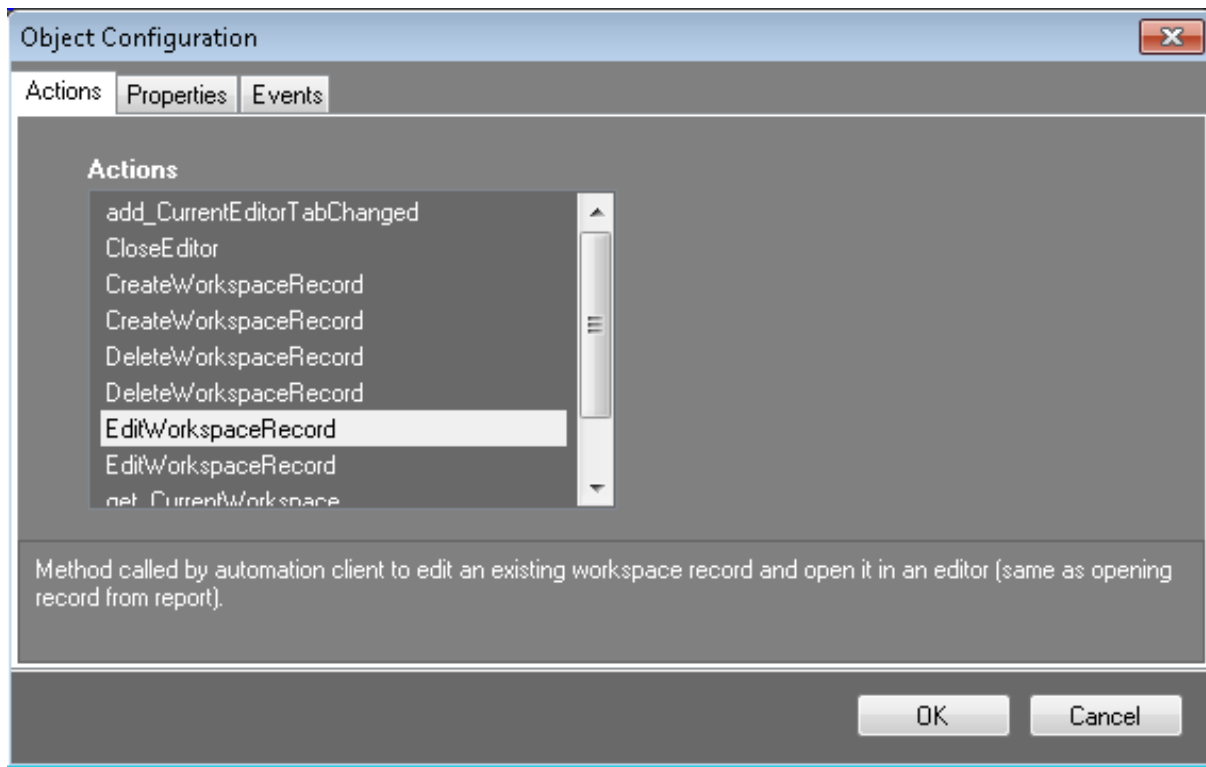 Object Configuration
Actions
Properties
Events
Actions
add_CurrentEditorTabChanged
CloseEditor
CreateWorkspaceRecord
CreateWorkspaceRecord
DeleteWorkspaceRecord
DeleteWorkspaceRecord
EditWorkspaceRecord
EditWorkspaceRecord
get_CurrentWorkspace
Method called by automation client to edit an existing workspace record and open it in an editor (same as opening
record from report).
OK
Cancel